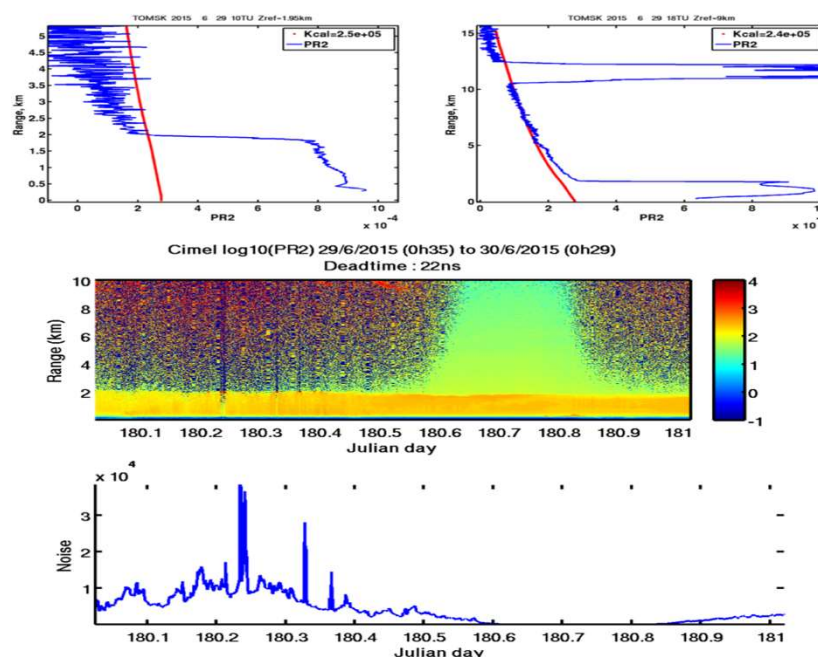 TOMSK 2015 6 29 10TU Zref=1.95km
Kcal=2.5e+05
PR2
5
4.5
4
3.5
3
2.5
2
1.5
1
0.5
0
Range, km
0 2 4 6 8 10
PR2
x 10^-4
TOMSK 2015 6 29 18TU Zref=9km
Kcal=2.4e+05
PR2
15
10
5
0
Range, km
0 2 4 6 8
PR2
Cimel log10(PR2) 29/6/2015 (0h35) to 30/6/2015 (0h29)
Deadtime : 22ns
10
8
6
4
2
Range (km)
180.1 180.2 180.3 180.4 180.5 180.6 180.7 180.8 180.9 181
Julian day
4
3
2
1
0
-1
x 10^4
3
2
1
Noise
180.1 180.2 180.3 180.4 180.5 180.6 180.7 180.8 180.9 181
Julian day